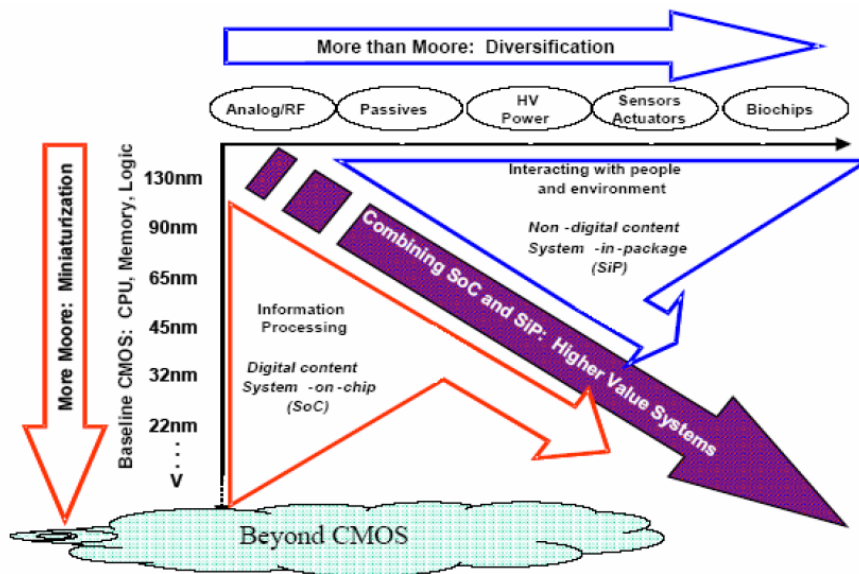 More than Moore: Diversification
Analog/RF
Passives
HV
Power
Sensors
Actuators
Biochips
More Moore: Miniaturization
Baseline CMOS: CPU, Memory, Logic
130nm
90nm
65nm
45nm
32nm
22nm
V
Interacting with people
and environment
Non-digital content
System-in-package
(SiP)
Combining SoC and SiP: Higher Value Systems
Information
Processing
Digital content
System-on-chip
(SoC)
Beyond CMOS